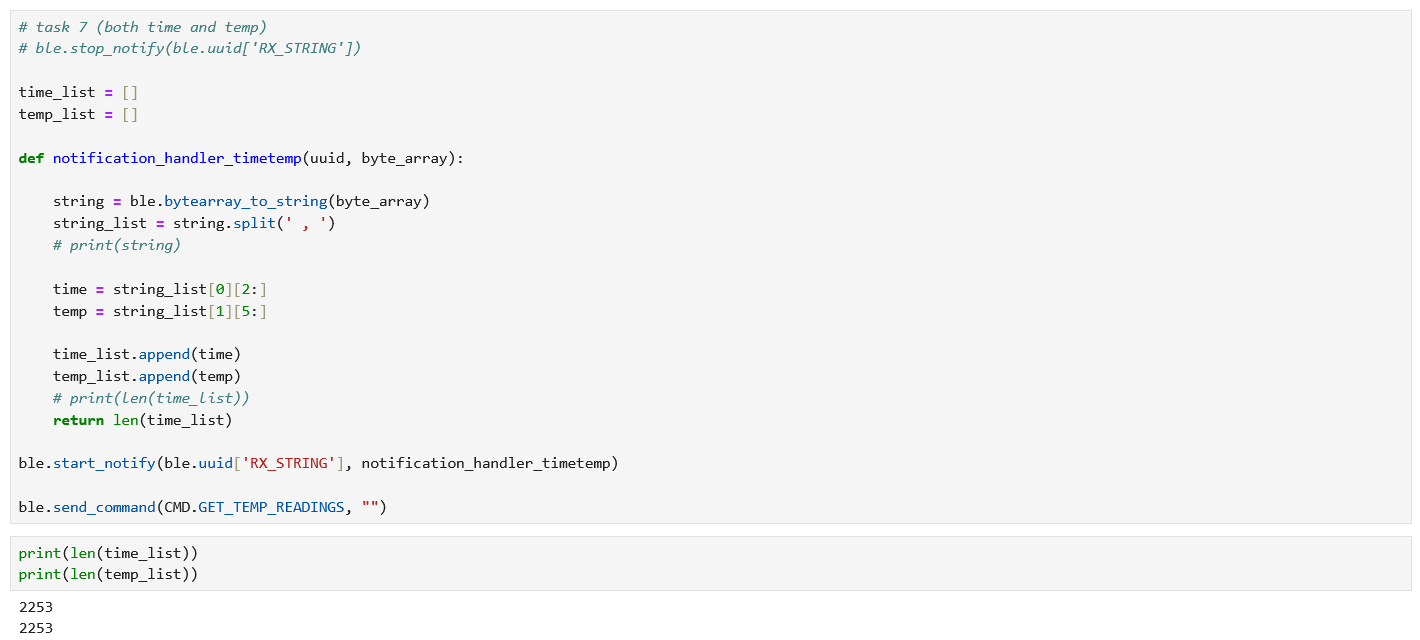 # task 7 (both time and temp)
# ble.stop_notify(ble.uuid['RX_STRING'])
time_list = []
temp_list = []
def notification_handler_timetemp(uuid, byte_array):
    string = ble.bytearray_to_string(byte_array)
    string_list = string.split(' , ')
    # print(string)
    time = string_list[0][2:]
    temp = string_list[1][5:]
    time_list.append(time)
    temp_list.append(temp)
    # print(len(time_list))
    return len(time_list)
ble.start_notify(ble.uuid['RX_STRING'], notification_handler_timetemp)
ble.send_command(CMD.GET_TEMP_READINGS, "")
print(len(time_list))
print(len(temp_list))
2253
2253